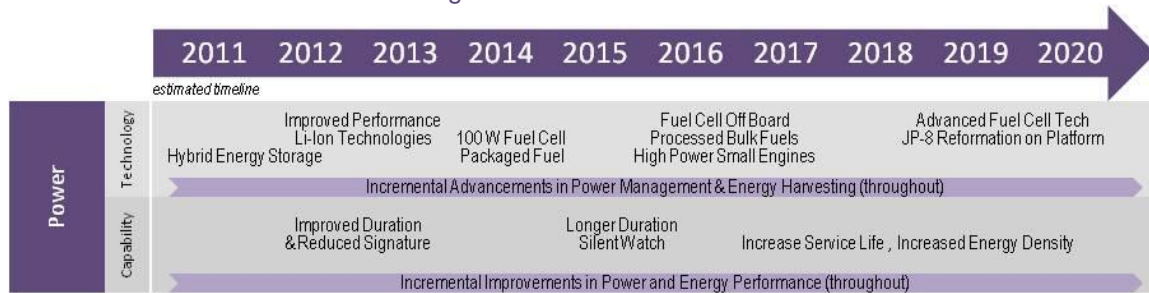 2011 2012 2013 2014 2015 2016 2017 2018 2019 2020
estimated timeline
Power
Technology
Improved Performance
Li-Ion Technologies
Hybrid Energy Storage
100 W Fuel Cell
Packaged Fuel
Fuel Cell Off Board
Processed Bulk Fuels
High Power Small Engines
Advanced Fuel Cell Tech
JP-8 Reformation on Platform
Incremental Advancements in Power Management & Energy Harvesting (throughout)
Capability
Improved Duration
& Reduced Signature
Longer Duration
Silent Watch
Increase Service Life , Increased Energy Density
Incremental Improvements in Power and Energy Performance (throughout)